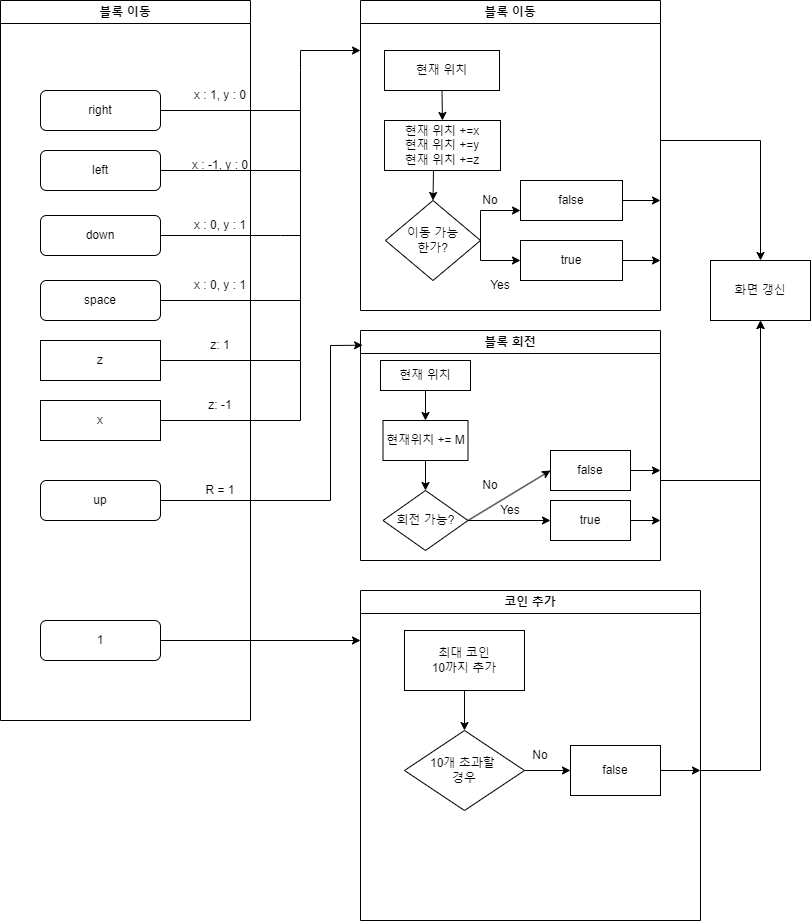 블록 이동
right
x : 1, y : 0
left
x : -1, y : 0
down
x : 0, y : 1
space
x : 0, y : 1
z
z: 1
x
z: -1
up
R = 1
1
블록 이동
현재 위치
현재 위치 +=x
현재 위치 +=y
현재 위치 +=z
이동 가능
한가?
No
false
Yes
true
블록 회전
현재 위치
현재위치 += M
회전 가능?
No
false
Yes
true
코인 추가
최대 코인
10까지 추가
10개 초과할
경우
No
false
화면 갱신